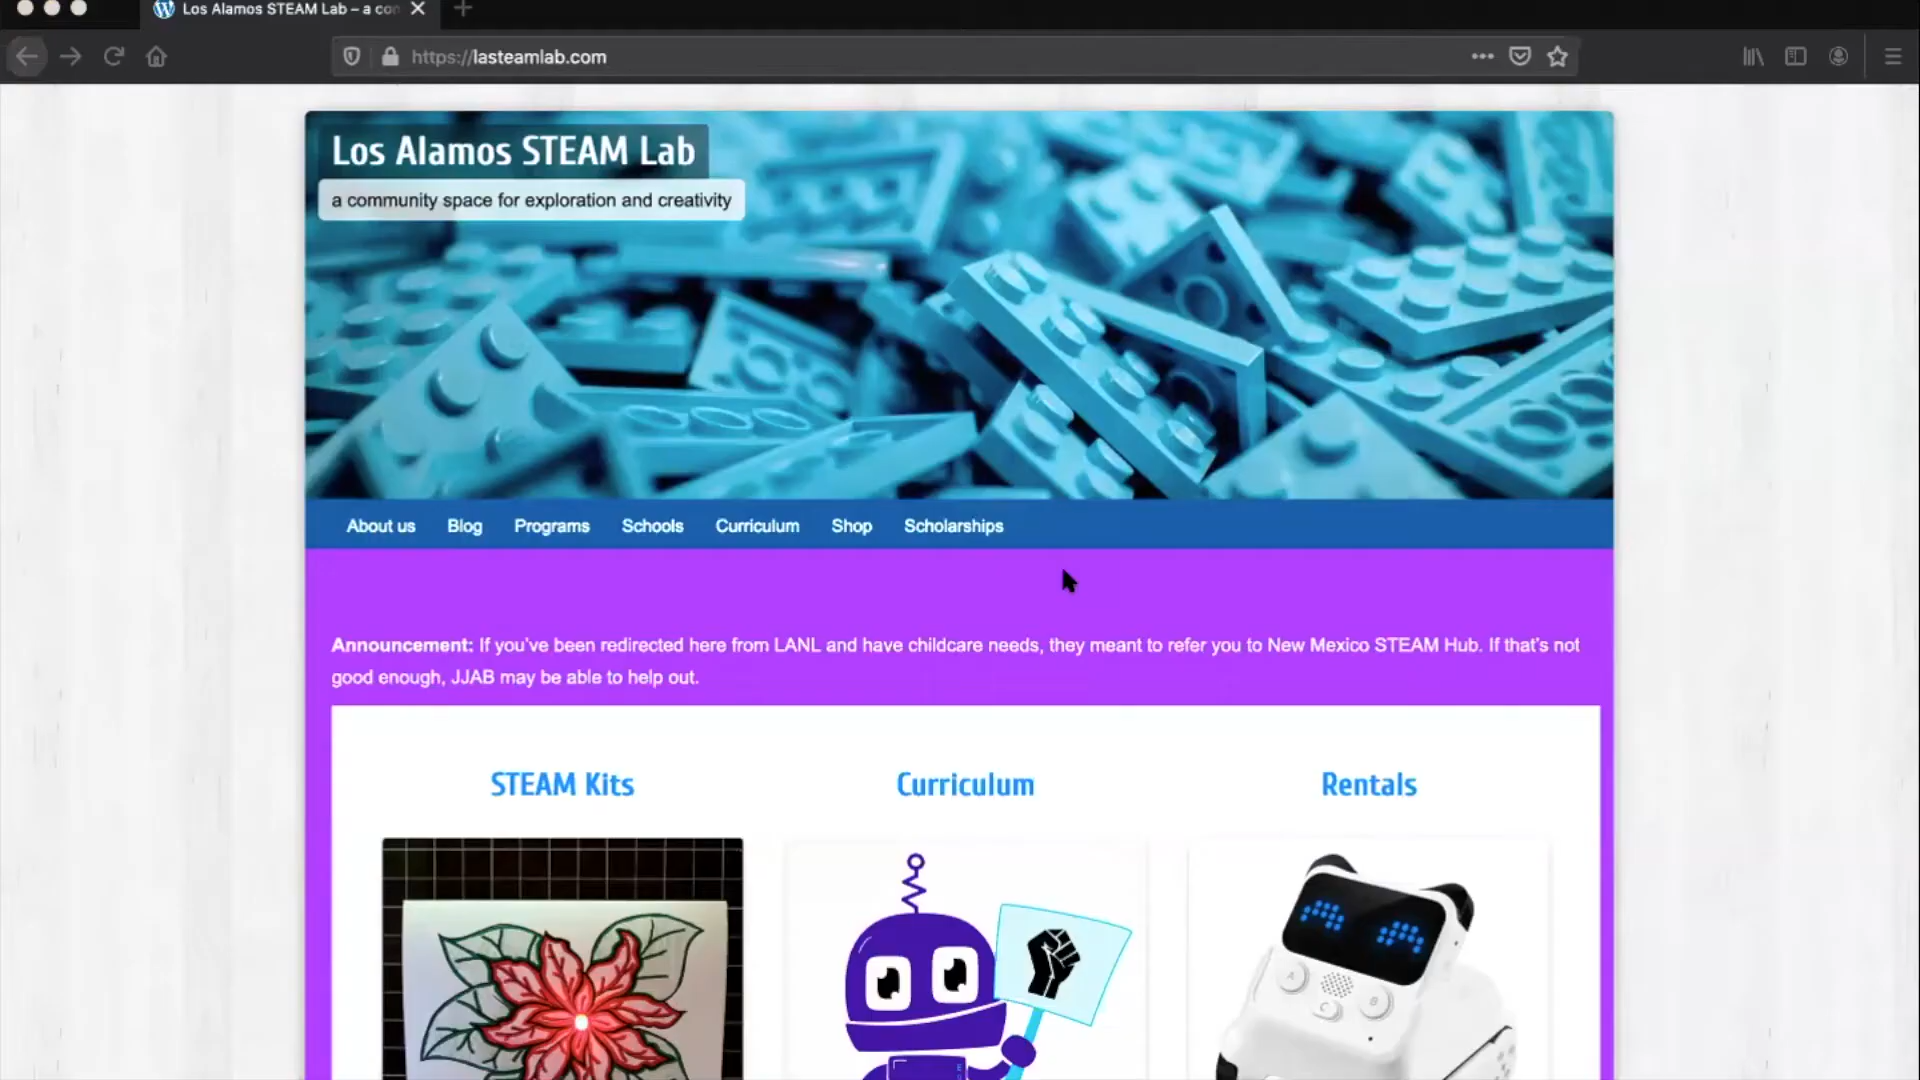 Los Alamos STEAM Lab – a con
https://lasteamlab.com
Los Alamos STEAM Lab
a community space for exploration and creativity
About us Blog Programs Schools Curriculum Shop Scholarships
Announcement: If you've been redirected here from LANL and have childcare needs, they meant to refer you to New Mexico STEAM Hub. If that's not
good enough, JJAB may be able to help out.
STEAM Kits Curriculum Rentals
A C B